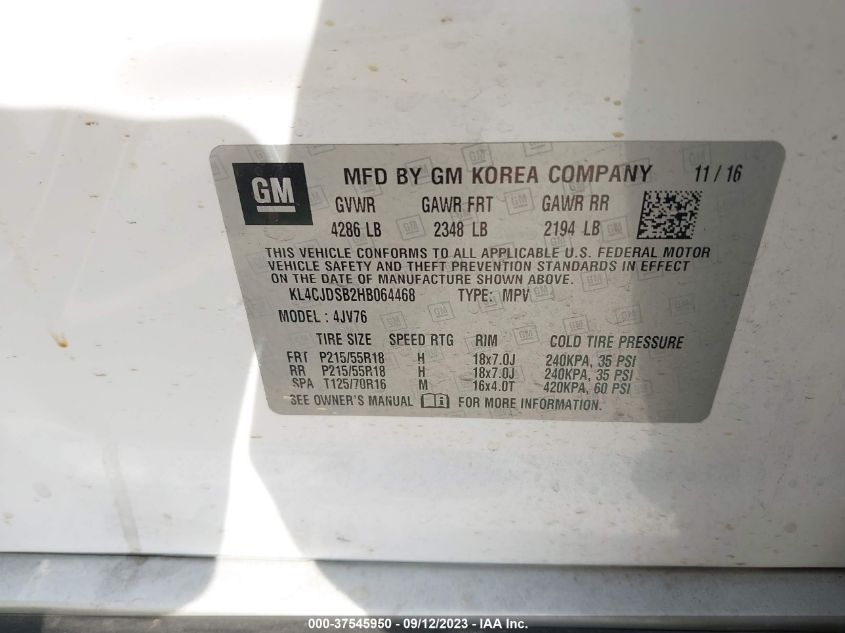 GM MFD BY GM KOREA COMPANY 11 / 16
GVWR GAWR FRT GAWR RR
4286 LB 2348 LB 2194 LB
THIS VEHICLE CONFORMS TO ALL APPLICABLE U.S. FEDERAL MOTOR
VEHICLE SAFETY AND THEFT PREVENTION STANDARDS IN EFFECT
ON THE DATE OF MANUFACTURE SHOWN ABOVE.
KL4CJDSB2HB064468 TYPE: MPV
MODEL : 4JV76
TIRE SIZE SPEED RTG RIM COLD TIRE PRESSURE
FRT P215/55R18 H 18x7.0J 240KPA, 35 PSI
RR P215/55R18 H 18x7.0J 240KPA, 35 PSI
SPA T125/70R16 M 16x4.0T 420KPA, 60 PSI
SEE OWNER'S MANUAL FOR MORE INFORMATION.
000-37545950 - 09/12/2023 - IAA Inc.